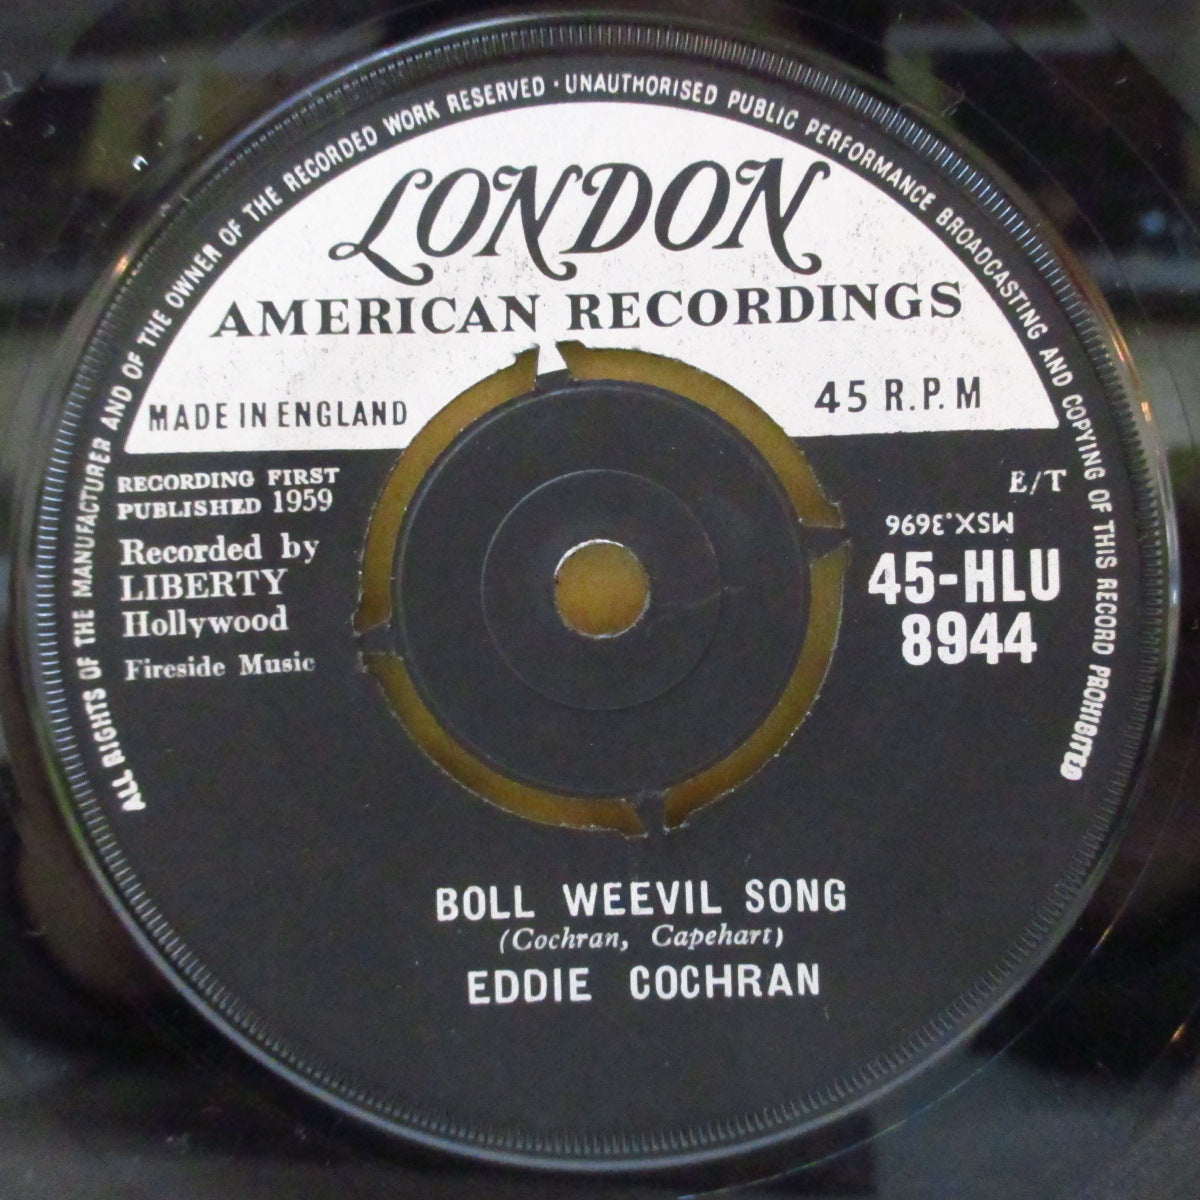 ALL RIGHTS OF THE MANUFACTURER AND OF THE OWNER OF THE RECORDED WORK RESERVED · UNAUTHORISED PUBLIC PERFORMANCE BROADCASTING AND COPYING OF THIS RECORD PROHIBITED
LONDON
AMERICAN RECORDINGS
MADE IN ENGLAND
45 R.P.M
RECORDING FIRST
PUBLISHED 1959
Recorded by
LIBERTY
Hollywood
Fireside Music
E/T
MSX.3696
45-HLU
8944
BOLL WEEVIL SONG
(Cochran, Capehart)
EDDIE COCHRAN